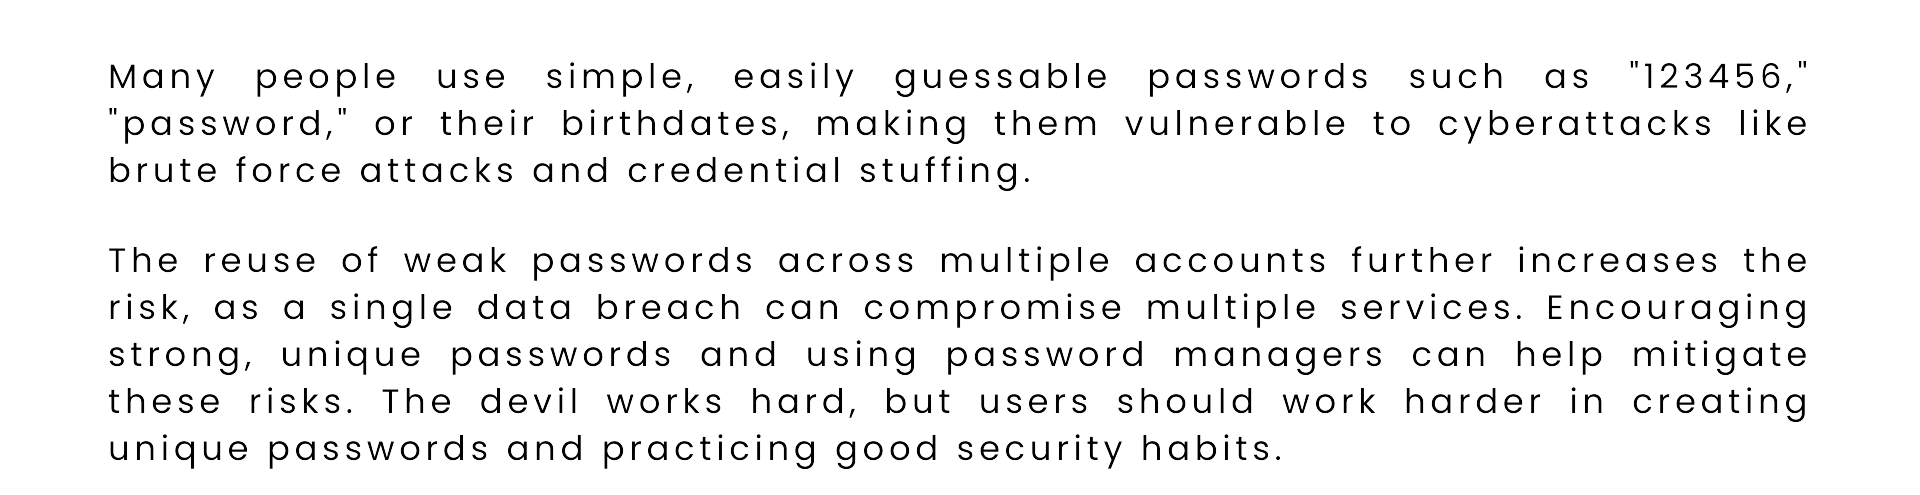 Many people use simple, easily guessable passwords such as "123456,"
"password," or their birthdates, making them vulnerable to cyberattacks like
brute force attacks and credential stuffing.
The reuse of weak passwords across multiple accounts further increases the
risk, as a single data breach can compromise multiple services. Encouraging
strong, unique passwords and using password managers can help mitigate
these risks. The devil works hard, but users should work harder in creating
unique passwords and practicing good security habits.